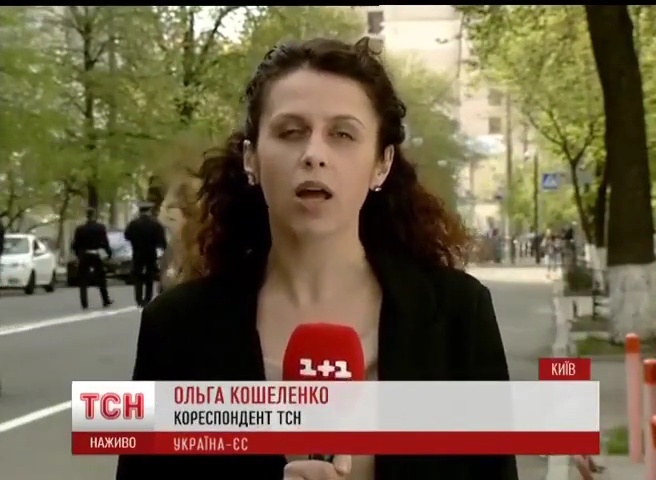 1+1
КИЇВ
ТСН
ОЛЬГА КОШЕЛЕНКО
КОРЕСПОНДЕНТ ТСН
НАЖИВО
УКРАЇНА-ЄС